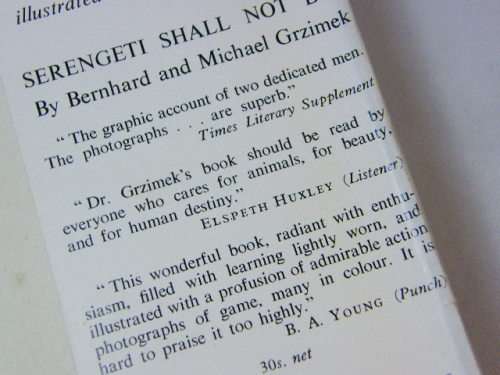 illustrated
SERENGETI SHALL NOT
By Bernhard and Michael Grzimek
“ The graphic account of two dedicated men.
The photographs . . . are superb.”
Times Literary Supplement
“ Dr. Grzimek's book should be read by
everyone who cares for animals, for beauty,
and for human destiny.”
ELSPETH HUXLEY (Listener)
“ This wonderful book, radiant with enthu-
siasm, filled with learning lightly worn, and
illustrated with a profusion of admirable action
photographs of game, many in colour. It is
hard to praise it too highly.”
B. A. YOUNG (Punch)
30s. net